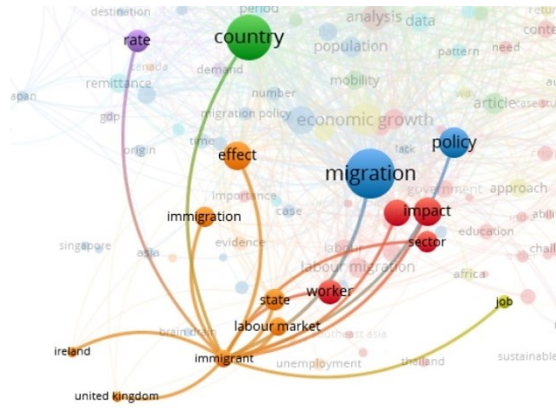 destination
period
rate
country
analysis
data
content
need
population
pattern
canada
demand
remittance
mobility
japan
number
article
case study
gdp
migration policy
economic growth
time
origin
effect
lack
policy
migration
government
approach
importance
immigration
case
impact
education
evidence
sector
singapore
asia
labour
labour migration
africa
worker
state
job
labour market
brain drain
southeast asia
ireland
immigrant
unemployment
thailand
sustainable
united kingdom